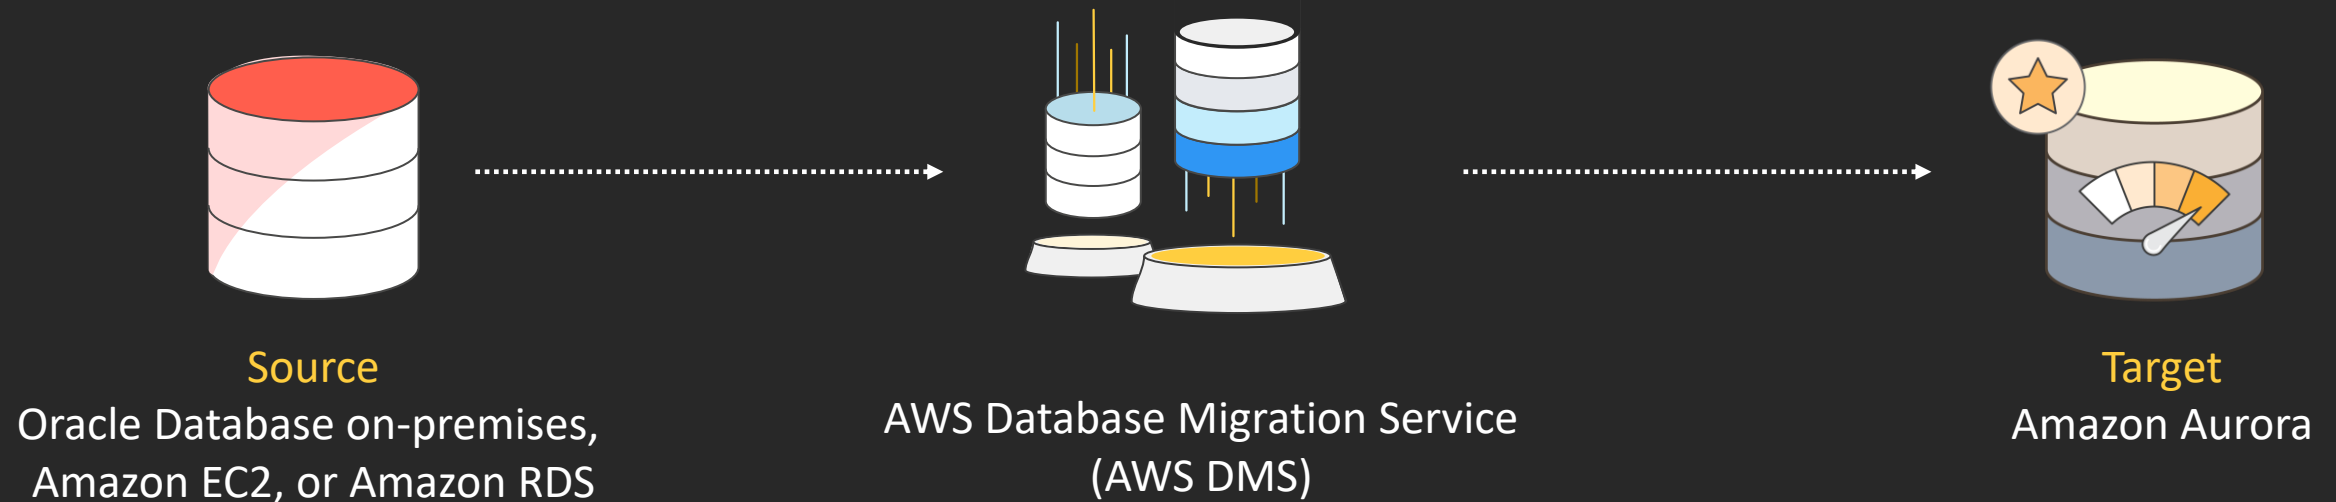 Source
Oracle Database on-premises,
Amazon EC2, or Amazon RDS
AWS Database Migration Service
(AWS DMS)
Target
Amazon Aurora